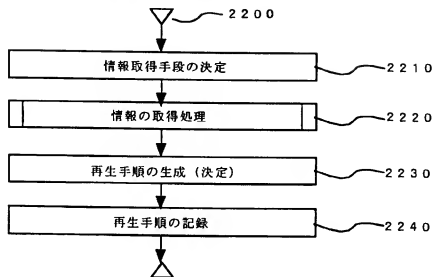 2200
情報取得手段の決定
2210
情報の取得処理
2220
再生手順の生成（決定）
2230
再生手順の記録
2240